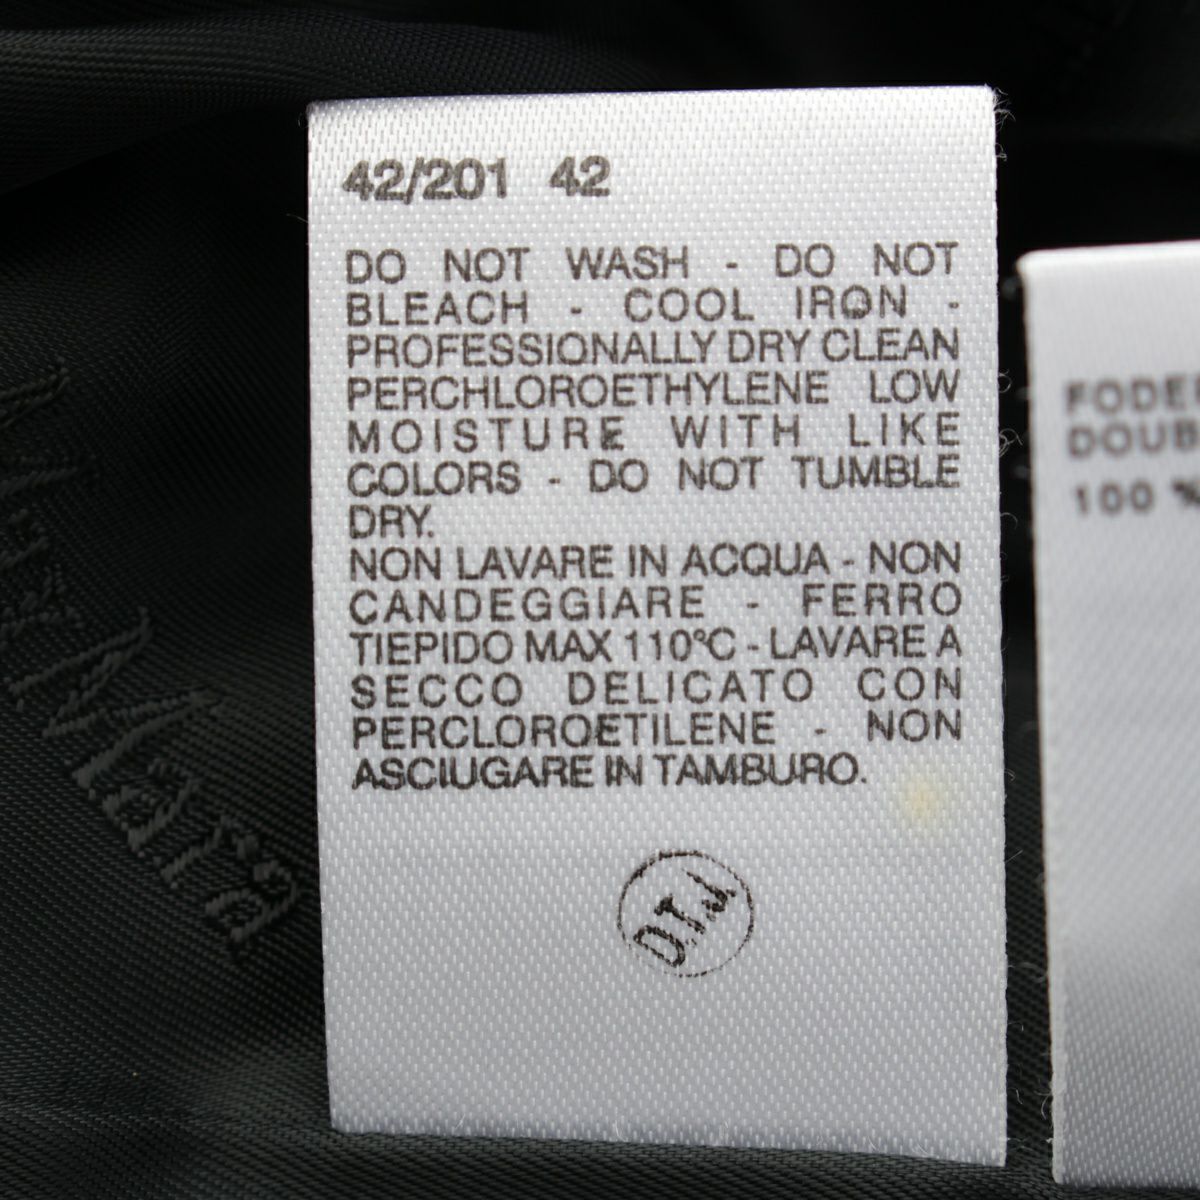 42/201 42
DO NOT WASH - DO NOT
BLEACH - COOL IRON -
PROFESSIONALLY DRY CLEAN
PERCHLOROETHYLENE LOW
MOISTURE WITH LIKE
COLORS - DO NOT TUMBLE
DRY.
NON LAVARE IN ACQUA - NON
CANDEGGIARE - FERRO
TIEPIDO MAX 110°C - LAVARE A
SECCO DELICATO CON
PERCLOROETILENE - NON
ASCIUGARE IN TAMBURO.
D.T.J.
MaxMara
100 %